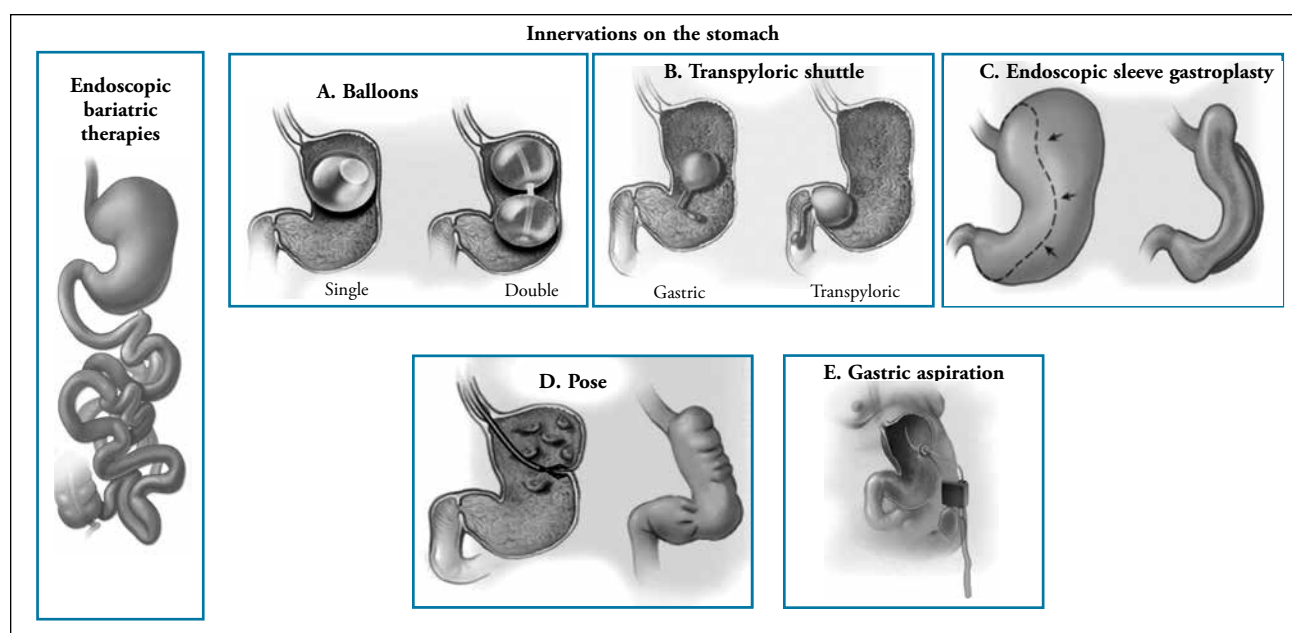 Innervations on the stomach
Endoscopic
bariatric
therapies
A. Balloons
Single
Double
B. Transpyloric shuttle
Gastric
Transpyloric
C. Endoscopic sleeve gastroplasty
D. Pose
E. Gastric aspiration